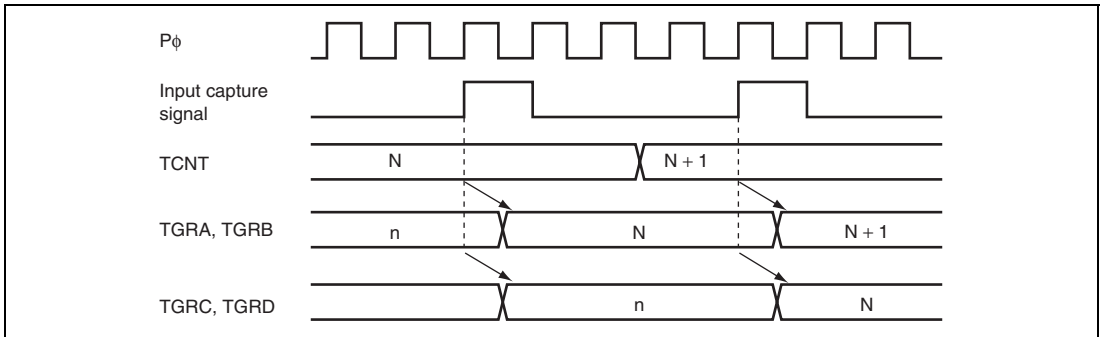 Pϕ
Input capture
signal
TCNT N N + 1
TGRA, TGRB n N N + 1
TGRC, TGRD n N